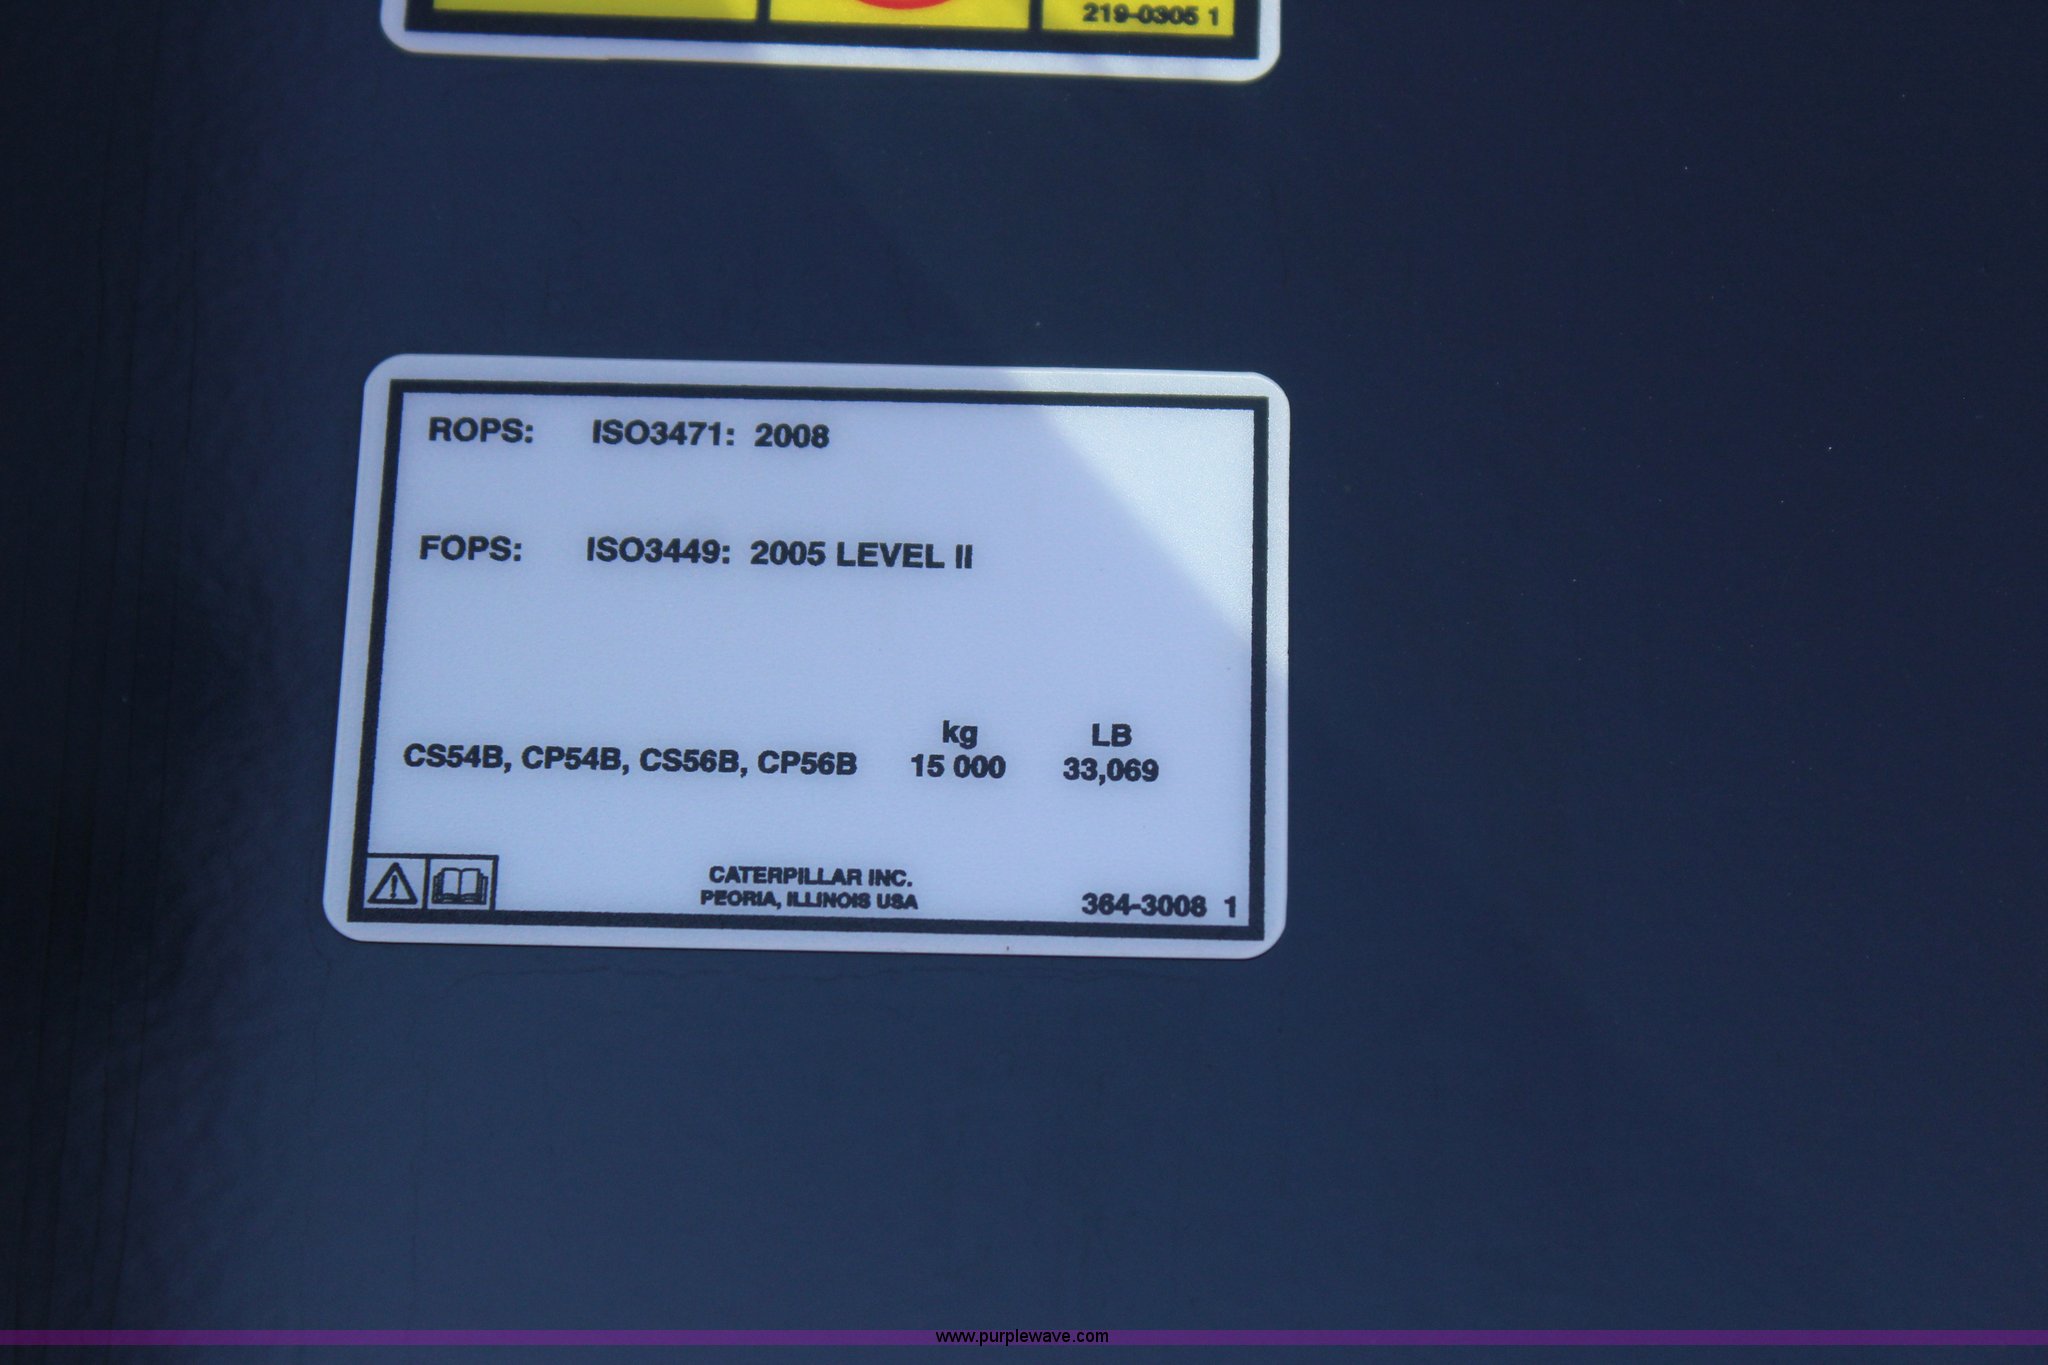 219-0305 1
ROPS: ISO3471: 2008
FOPS: ISO3449: 2005 LEVEL II
kg LB
CS54B, CP54B, CS56B, CP56B 15 000 33,069
CATERPILLAR INC.
PEORIA, ILLINOIS USA
364-3008 1
www.purplewave.com